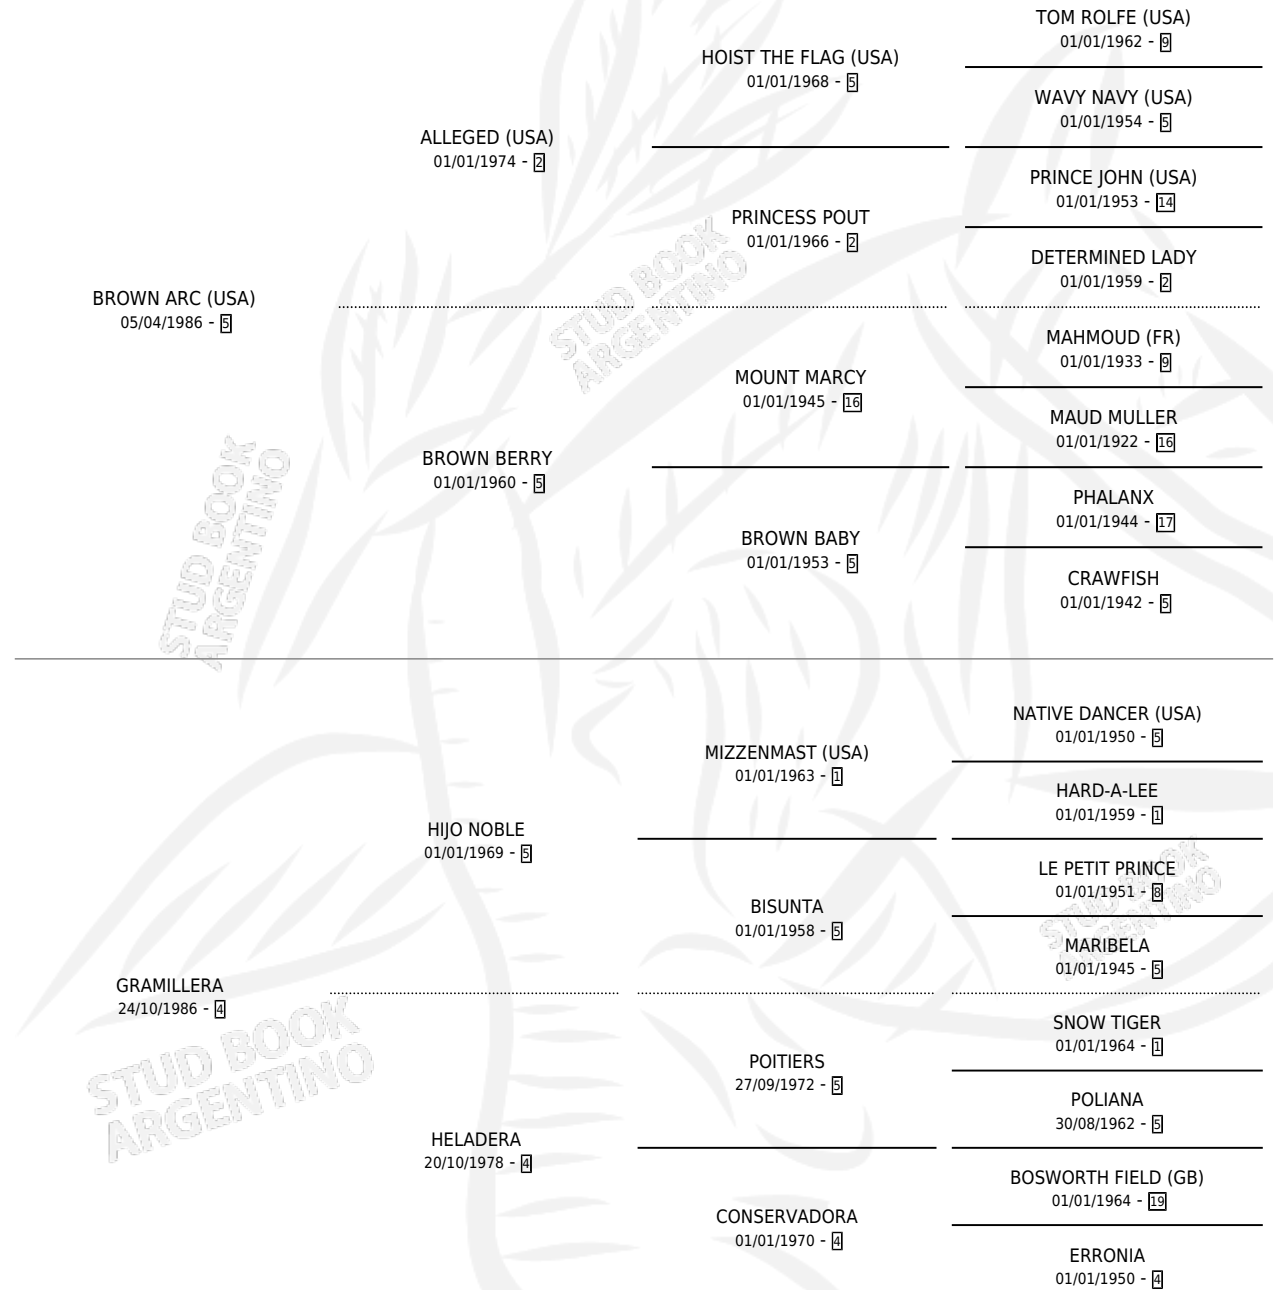 TOM ROLFE (USA)
01/01/1962 - 9
HOIST THE FLAG (USA)
01/01/1968 - 5
WAVY NAVY (USA)
01/01/1954 - 5
ALLEGED (USA)
01/01/1974 - 2
PRINCE JOHN (USA)
01/01/1953 - 14
PRINCESS POUT
01/01/1966 - 2
DETERMINED LADY
01/01/1959 - 2
BROWN ARC (USA)
05/04/1986 - 5
MAHMOUD (FR)
01/01/1933 - 9
MOUNT MARCY
01/01/1945 - 16
MAUD MULLER
01/01/1922 - 16
BROWN BERRY
01/01/1960 - 5
PHALANX
01/01/1944 - 17
BROWN BABY
01/01/1953 - 5
CRAWFISH
01/01/1942 - 5
NATIVE DANCER (USA)
01/01/1950 - 5
MIZZENMAST (USA)
01/01/1963 - 1
HARD-A-LEE
01/01/1959 - 1
HIJO NOBLE
01/01/1969 - 5
LE PETIT PRINCE
01/01/1951 - 8
BISUNTA
01/01/1958 - 5
MARIBELA
01/01/1945 - 5
GRAMILLERA
24/10/1986 - 4
SNOW TIGER
01/01/1964 - 1
POITIERS
27/09/1972 - 5
POLIANA
30/08/1962 - 5
HELADERA
20/10/1978 - 4
BOSWORTH FIELD (GB)
01/01/1964 - 19
CONSERVADORA
01/01/1970 - 4
ERRONIA
01/01/1950 - 4
STUD BOOK
ARGENTINO
STUD BOOK
ARGENTINO
STUD BOOK
ARGENTINO
STUD BOOK
ARGENTINO